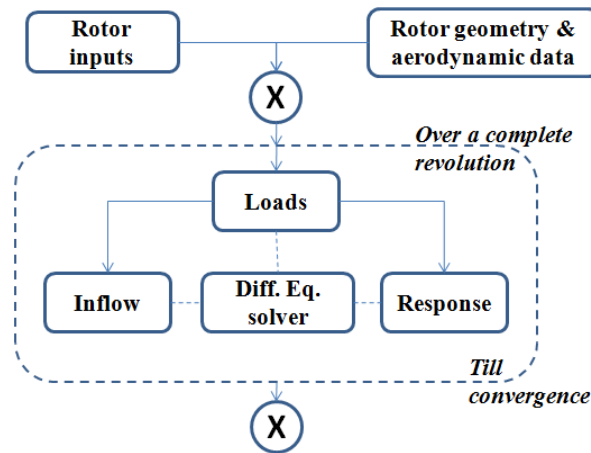 Rotor
inputs
Rotor geometry &
aerodynamic data
X
Over a complete
revolution
Loads
Inflow
Diff. Eq.
solver
Response
Till
convergence
X